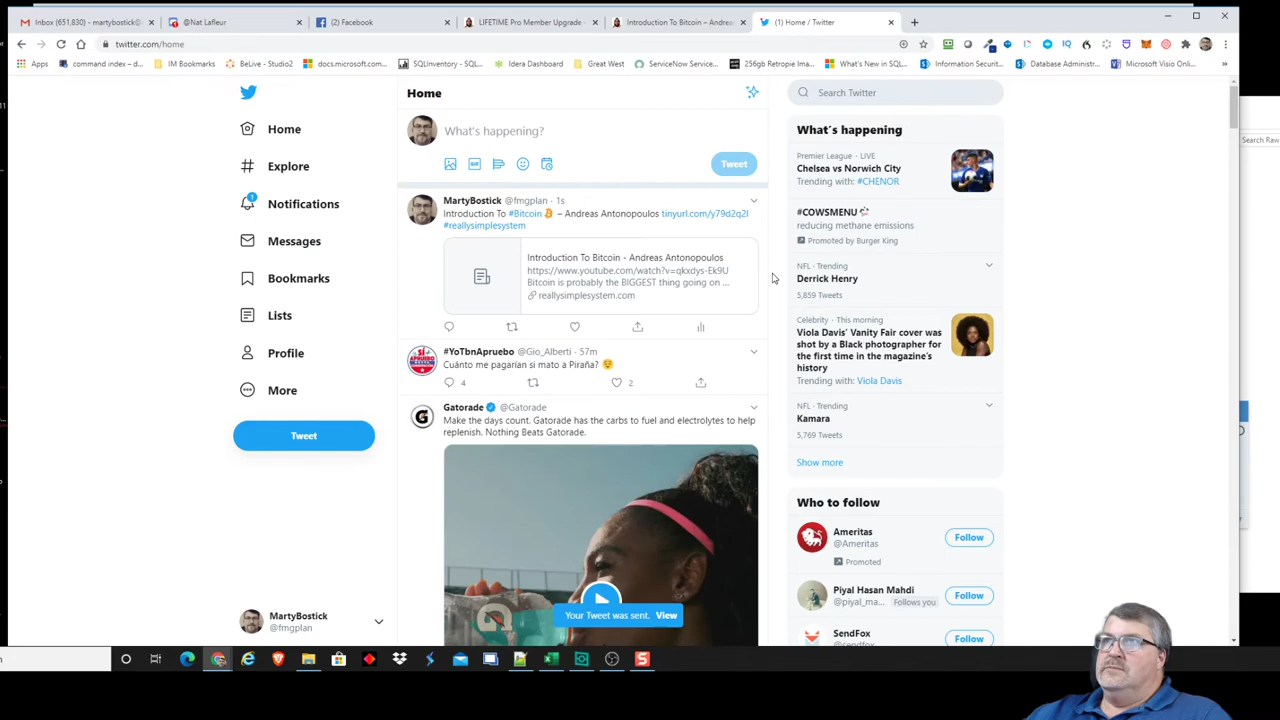 Inbox (651,830) - martybostick@
@Nat Lafleur
(2) Facebook
LIFETIME Pro Member Upgrade -
Introduction To Bitcoin – Andrea
(1) Home / Twitter
twitter.com/home
Apps
command index – d...
IM Bookmarks
BeLive - Studio2
docs.microsoft.com...
SQLInventory - SQL...
Idera Dashboard
Great West
ServiceNow Service...
256gb Retropie Ima...
What's New in SQL...
Information Securit...
Database Administr...
Microsoft Visio Onl...
Search Raw
Home
Explore
Notifications
1
Messages
Bookmarks
Lists
Profile
More
Tweet
MartyBostick
@fmgplan
Home
What's happening?
GIF
Tweet
MartyBostick @fmgplan · 1s
Introduction To #Bitcoin – Andreas Antonopoulos tinyurl.com/y79d2q2l
#reallysimplesystem
Introduction To Bitcoin - Andreas Antonopoulos
https://www.youtube.com/watch?v=qkxdys-Ek9U
Bitcoin is probably the BIGGEST thing going on ...
reallysimplesystem.com
#YoTbnApruebo @Gio_Alberti · 57m
Cuánto me pagarían si mato a Piraña?
4
2
Gatorade @Gatorade
Make the days count. Gatorade has the carbs to fuel and electrolytes to help
replenish. Nothing Beats Gatorade.
Your Tweet was sent. View
Search Twitter
What's happening
Premier League · LIVE
Chelsea vs Norwich City
Trending with: #CHENOR
#COWSMENU
reducing methane emissions
Promoted by Burger King
NFL · Trending
Derrick Henry
5,859 Tweets
Celebrity · This morning
Viola Davis' Vanity Fair cover was
shot by a Black photographer for
the first time in the magazine's
history
Trending with: Viola Davis
NFL · Trending
Kamara
5,769 Tweets
Show more
Who to follow
Ameritas
@Ameritas
Follow
Promoted
Piyal Hasan Mahdi
@piyal_ma... Follows you
Follow
SendFox
@sendfox
Follow